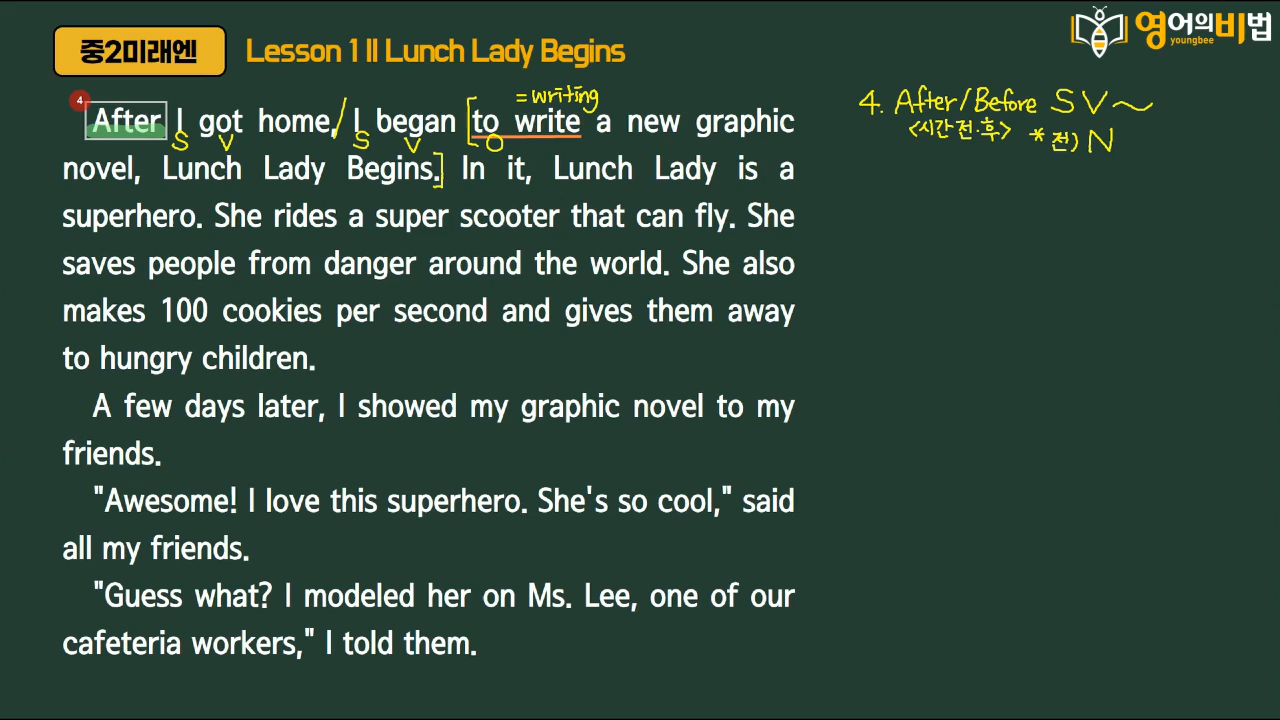 중2미래엔 Lesson 1 II Lunch Lady Begins
영어의비법
youngbee
= writing
4 After I got home, / I began [to write a new graphic
S V S V O
novel, Lunch Lady Begins.] In it, Lunch Lady is a
superhero. She rides a super scooter that can fly. She
saves people from danger around the world. She also
makes 100 cookies per second and gives them away
to hungry children.
A few days later, I showed my graphic novel to my
friends.
"Awesome! I love this superhero. She's so cool," said
all my friends.
"Guess what? I modeled her on Ms. Lee, one of our
cafeteria workers," I told them.
4. After/Before S V ~
<시간 전·후> * 전) N